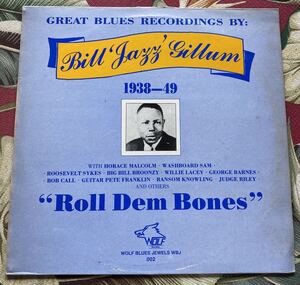 GREAT BLUES RECORDINGS BY:
Bill 'Jazz' Gillum
1938—49
WITH HORACE MALCOLM · WASHBOARD SAM ·
· ROOSEVELT SYKES · BIG BILL BROONZY · WILLIE LACEY · GEORGE BARNES ·
BOB CALL · GUITAR PETE FRANKLIN · RANSOM KNOWLING · JUDGE RILEY
AND OTHERS
"Roll Dem Bones"
WOLF
WOLF BLUES JEWELS WBJ
002